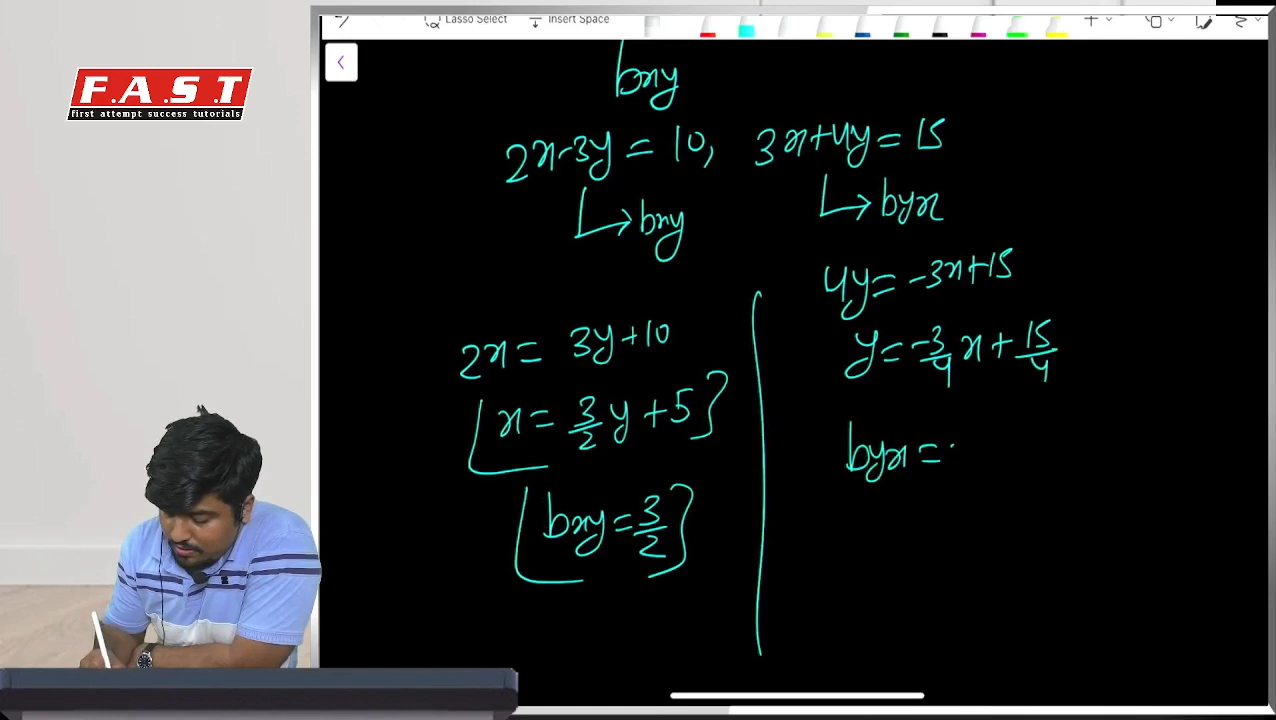 Lasso Select
Insert Space
F.A.S.T
first attempt success tutorials
bxy
2x-3y = 10, 3x+4y = 15
↳ bxy
↳ byx
4y = -3x+15
y = -3/4 x + 15/4
byx = -
2x = 3y+10
[x = 3/2 y + 5]
[bxy = 3/2]